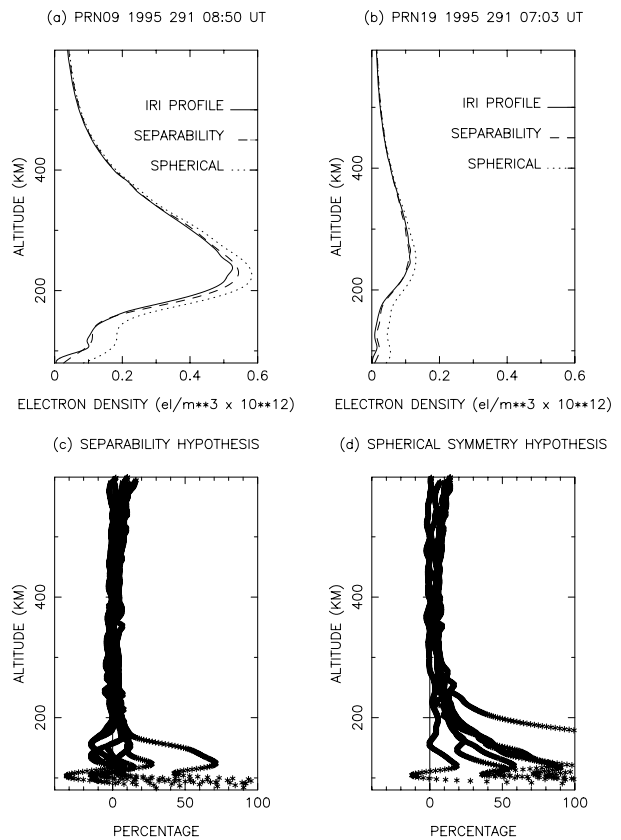 (a) PRN09 1995 291 08:50 UT
IRI PROFILE
SEPARABILITY
SPHERICAL
ALTITUDE (KM)
400
200
0 0.2 0.4 0.6
ELECTRON DENSITY (el/m**3 x 10**12)
(b) PRN19 1995 291 07:03 UT
IRI PROFILE
SEPARABILITY
SPHERICAL
ALTITUDE (KM)
400
200
0 0.2 0.4 0.6
ELECTRON DENSITY (el/m**3 x 10**12)
(c) SEPARABILITY HYPOTHESIS
ALTITUDE (KM)
400
200
0 50 100
PERCENTAGE
(d) SPHERICAL SYMMETRY HYPOTHESIS
ALTITUDE (KM)
400
200
0 50 100
PERCENTAGE